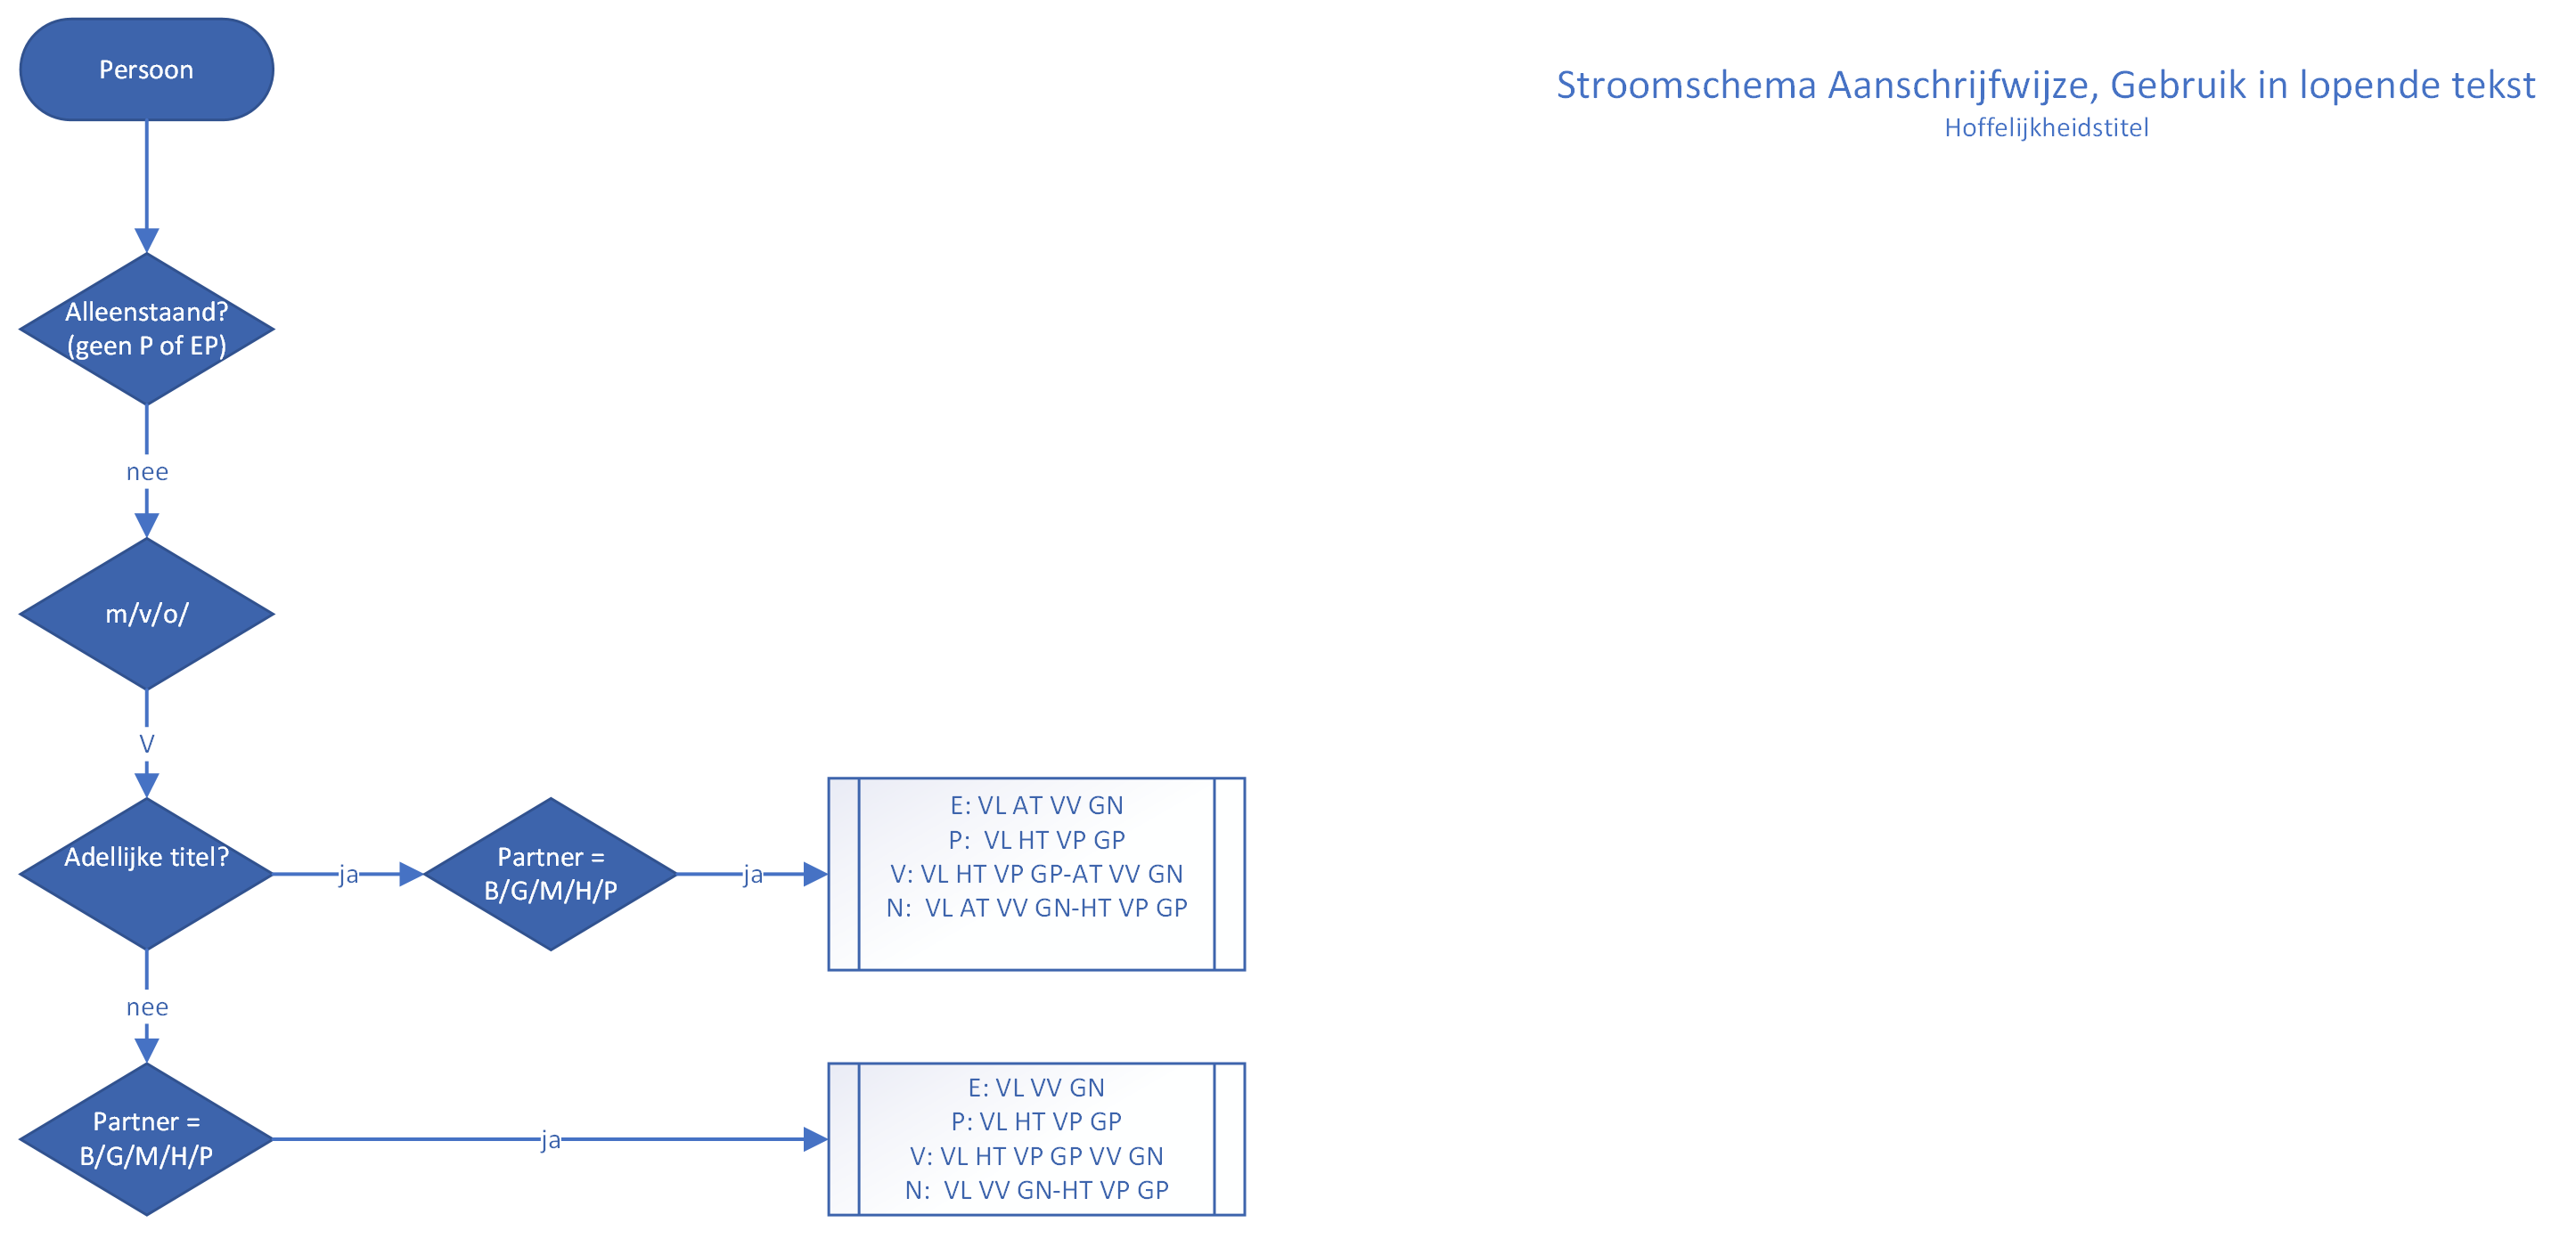 Persoon
Stroomschema Aanschrijfwijze, Gebruik in lopende tekst
Hoffelijkheidstitel
Alleenstaand?
(geen P of EP)
nee
m/v/o/
V
Adellijke titel?
ja
Partner =
B/G/M/H/P
ja
E: VL AT VV GN
P:  VL HT VP GP
V: VL HT VP GP-AT VV GN
N:  VL AT VV GN-HT VP GP
nee
Partner =
B/G/M/H/P
ja
E: VL VV GN
P: VL HT VP GP
V: VL HT VP GP VV GN
N:  VL VV GN-HT VP GP